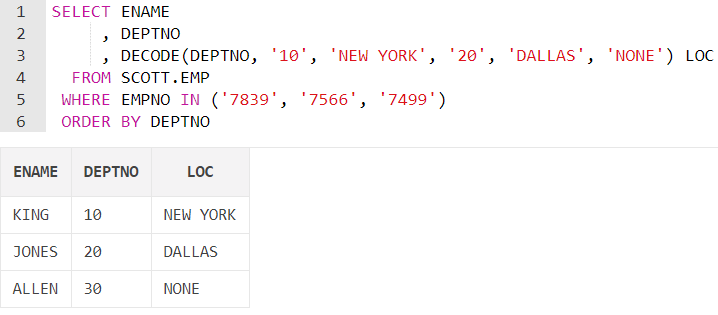 1 SELECT ENAME
2      , DEPTNO
3      , DECODE(DEPTNO, '10', 'NEW YORK', '20', 'DALLAS', 'NONE') LOC
4   FROM SCOTT.EMP
5  WHERE EMPNO IN ('7839', '7566', '7499')
6  ORDER BY DEPTNO
ENAME DEPTNO LOC
KING 10 NEW YORK
JONES 20 DALLAS
ALLEN 30 NONE